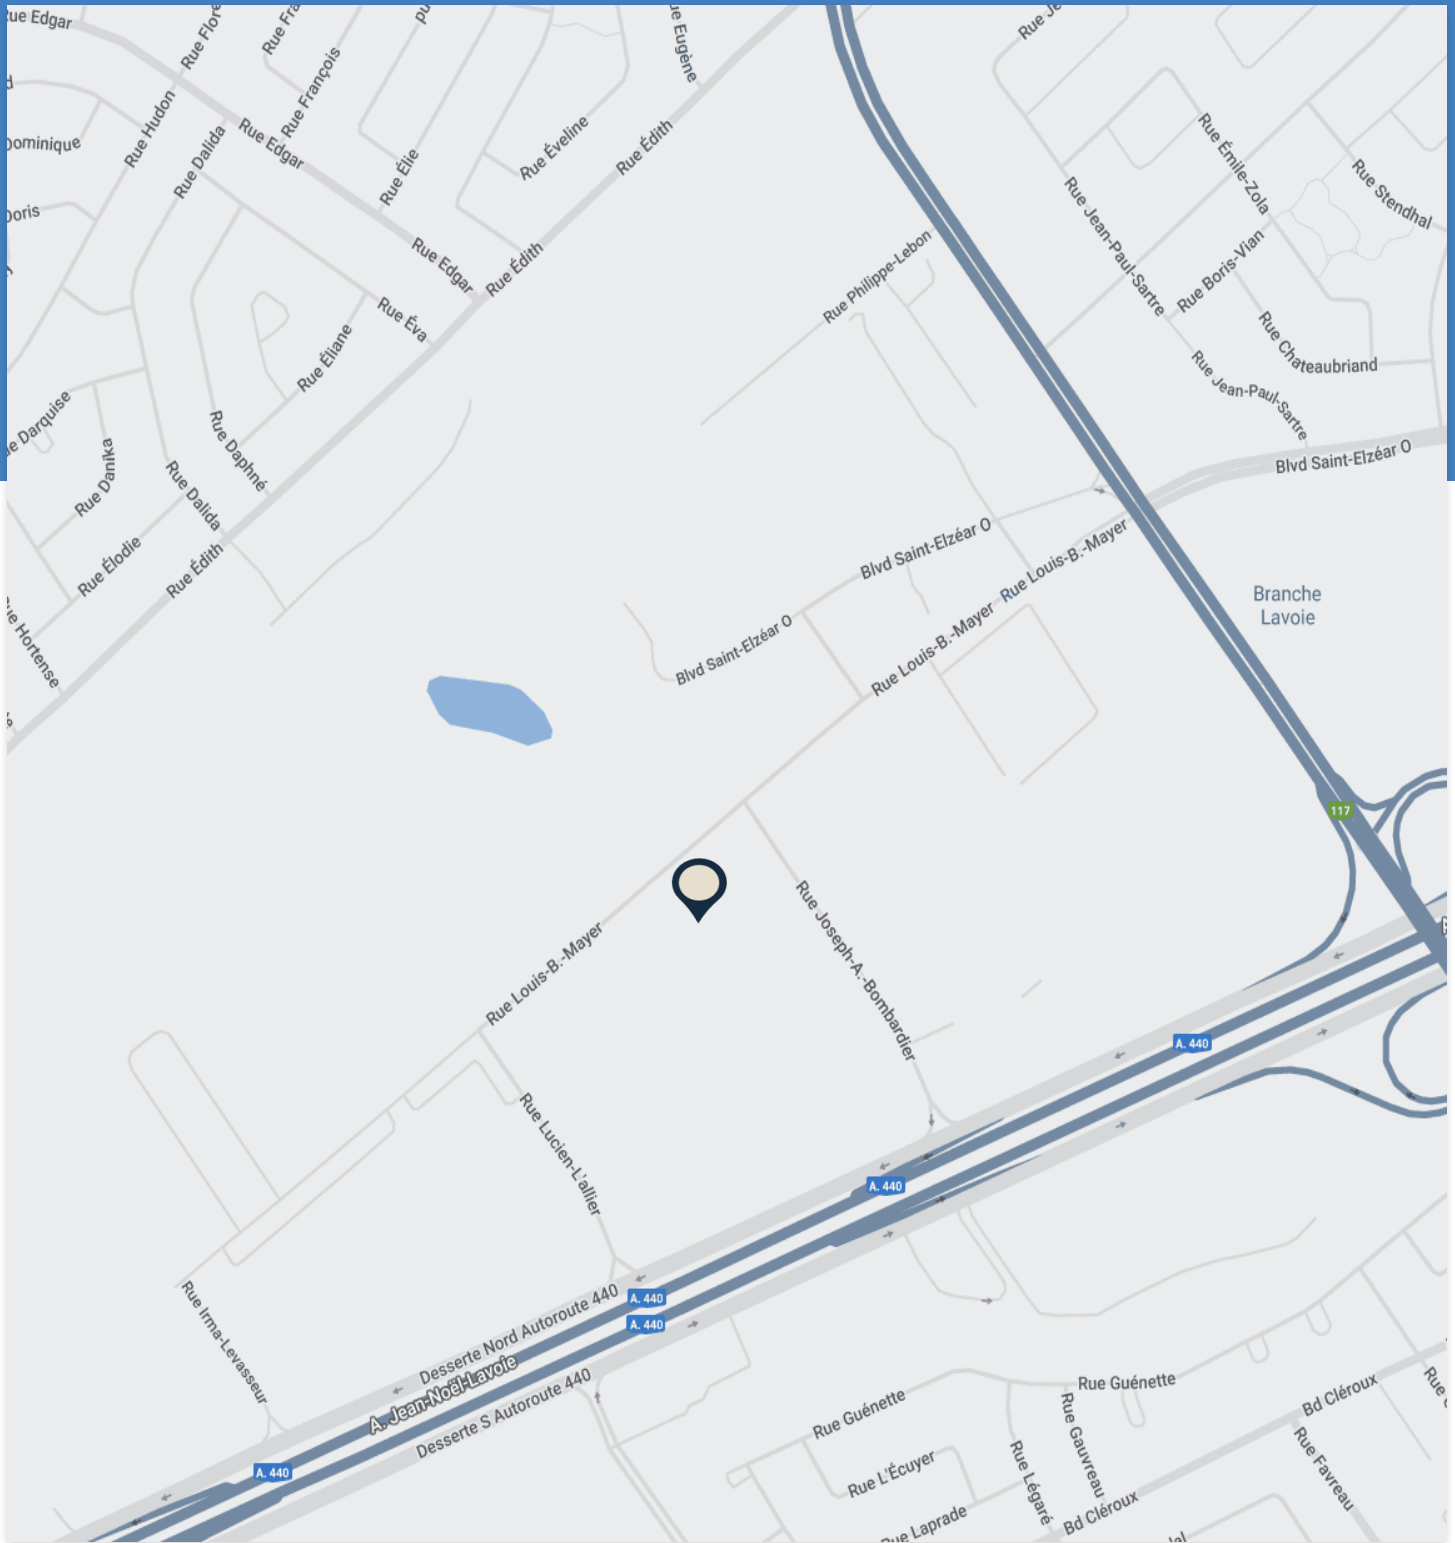 Rue Edgar
Rue Flore
Rue Fra
Rue François
Rue Eugène
Rue Je
Rue Hudon
Rue Dalida
Rue Edgar
Rue Élie
Rue Éveline
Rue Édith
Rue Émile-Zola
Rue Stendhal
Dominique
Doris
Rue Edgar
Rue Édith
Rue Philippe-Lebon
Rue Jean-Paul-Sartre
Rue Boris-Vian
Rue Éva
Rue Éliane
Rue Chateaubriand
Rue Jean-Paul-Sartre
ue Darquise
Rue Danika
Rue Daphné
Rue Dalida
Blvd Saint-Elzéar O
Rue Élodie
Rue Édith
Blvd Saint-Elzéar O
Rue Louis-B.-Mayer
Branche
Lavoie
Rue Hortense
Blvd Saint-Elzéar O
Rue Louis-B.-Mayer
117
Rue Louis-B.-Mayer
Rue Joseph-A.-Bombardier
A. 440
Rue Lucien-L'allier
A. 440
Rue Irma-Levasseur
Desserte Nord Autoroute 440
A. 440
A. 440
A. Jean-Noël-Lavoie
Desserte S Autoroute 440
A. 440
Rue Guénette
Rue Guénette
Bd Cléroux
Rue Gauvreau
Rue L'Écuyer
Rue Légaré
Rue Favreau
Rue Laprade
Bd Cléroux